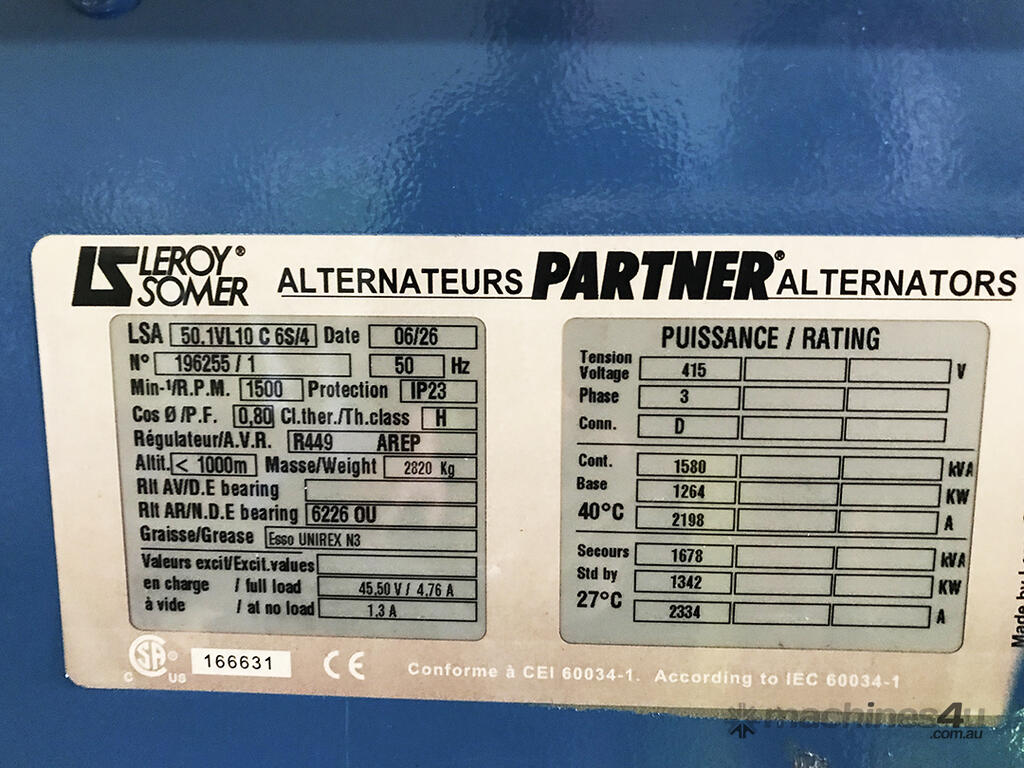 LS LEROY® SOMER ALTERNATEURS PARTNER® ALTERNATORS
LSA 50.1VL10 C 6S/4 Date 06/26
N° 196255 / 1 50 Hz
Min-¹/R.P.M. 1500 Protection IP23
Cos Ø /P.F. 0,80 Cl.ther./Th.class H
Régulateur/A.V.R. R449 AREP
Altit. < 1000m Masse/Weight 2820 Kg
Rlt AV/D.E bearing
Rlt AR/N.D.E bearing 6226 OU
Graisse/Grease Esso UNIREX N3
Valeurs excit/Excit.values
en charge / full load 45,50 V / 4,76 A
à vide / at no load 1,3 A
PUISSANCE / RATING
Tension
Voltage 415 V
Phase 3
Conn. D
Cont. 1580 kVA
Base 1264 KW
40°C 2198 A
Secours 1678 kVA
Std by 1342 KW
27°C 2334 A
C SA® US 166631 CE Conforme à CEI 60034-1. According to IEC 60034-1
Made by
machines4u
.com.au